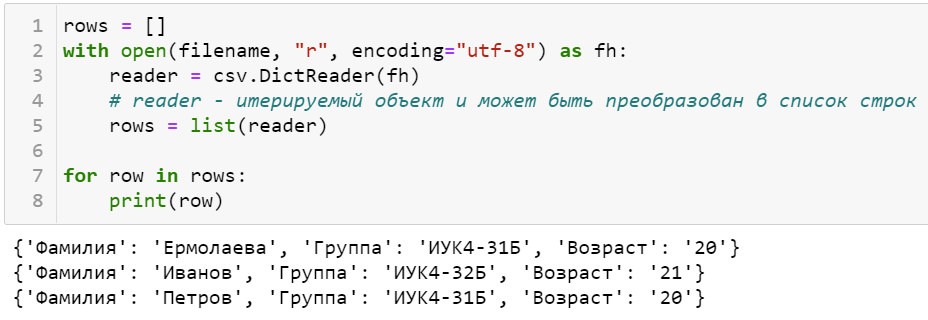 1 rows = []
2 with open(filename, "r", encoding="utf-8") as fh:
3     reader = csv.DictReader(fh)
4     # reader - итерируемый объект и может быть преобразован в список строк
5     rows = list(reader)
6
7 for row in rows:
8     print(row)
{'Фамилия': 'Ермолаева', 'Группа': 'ИУК4-31Б', 'Возраст': '20'}
{'Фамилия': 'Иванов', 'Группа': 'ИУК4-32Б', 'Возраст': '21'}
{'Фамилия': 'Петров', 'Группа': 'ИУК4-31Б', 'Возраст': '20'}